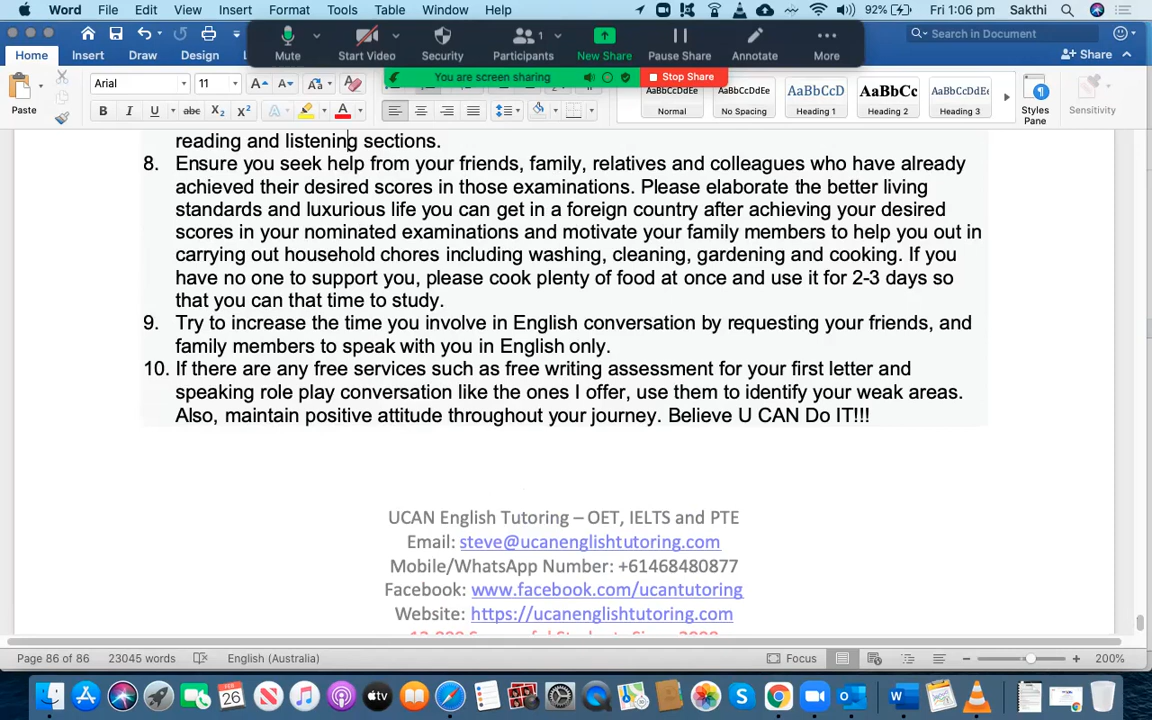 Word File Edit View Insert Format Tools Table Window Help 92% Fri 1:06 pm Sakthi
Mute Start Video Security Participants 1 New Share Pause Share Annotate More
Search in Document
Home Insert Draw Design Share
You are screen sharing Stop Share
Paste Arial 11
AaBbCcDdEe AaBbCcDdEe AaBbCcD AaBbCc AaBbCcDdEe
Normal No Spacing Heading 1 Heading 2 Heading 3 Styles Pane Sensitivity
reading and listening sections.
8. Ensure you seek help from your friends, family, relatives and colleagues who have already
achieved their desired scores in those examinations. Please elaborate the better living
standards and luxurious life you can get in a foreign country after achieving your desired
scores in your nominated examinations and motivate your family members to help you out in
carrying out household chores including washing, cleaning, gardening and cooking. If you
have no one to support you, please cook plenty of food at once and use it for 2-3 days so
that you can that time to study.
9. Try to increase the time you involve in English conversation by requesting your friends, and
family members to speak with you in English only.
10. If there are any free services such as free writing assessment for your first letter and
speaking role play conversation like the ones I offer, use them to identify your weak areas.
Also, maintain positive attitude throughout your journey. Believe U CAN Do IT!!!
UCAN English Tutoring – OET, IELTS and PTE
Email: steve@ucanenglishtutoring.com
Mobile/WhatsApp Number: +61468480877
Facebook: www.facebook.com/ucantutoring
Website: https://ucanenglishtutoring.com
Page 86 of 86 23045 words English (Australia) Focus 200%